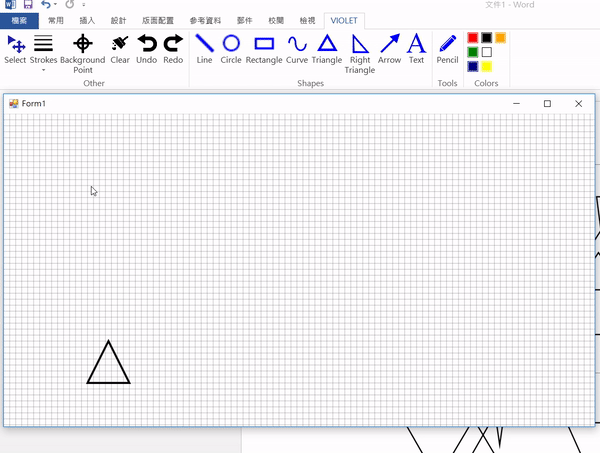 文件1 - Word
檔案 常用 插入 設計 版面配置 參考資料 郵件 校閱 檢視 VIOLET
Select Strokes Background Point Clear Undo Redo Line Circle Rectangle Curve Triangle Right Triangle Arrow Text Pencil
Other Shapes Tools Colors
Form1